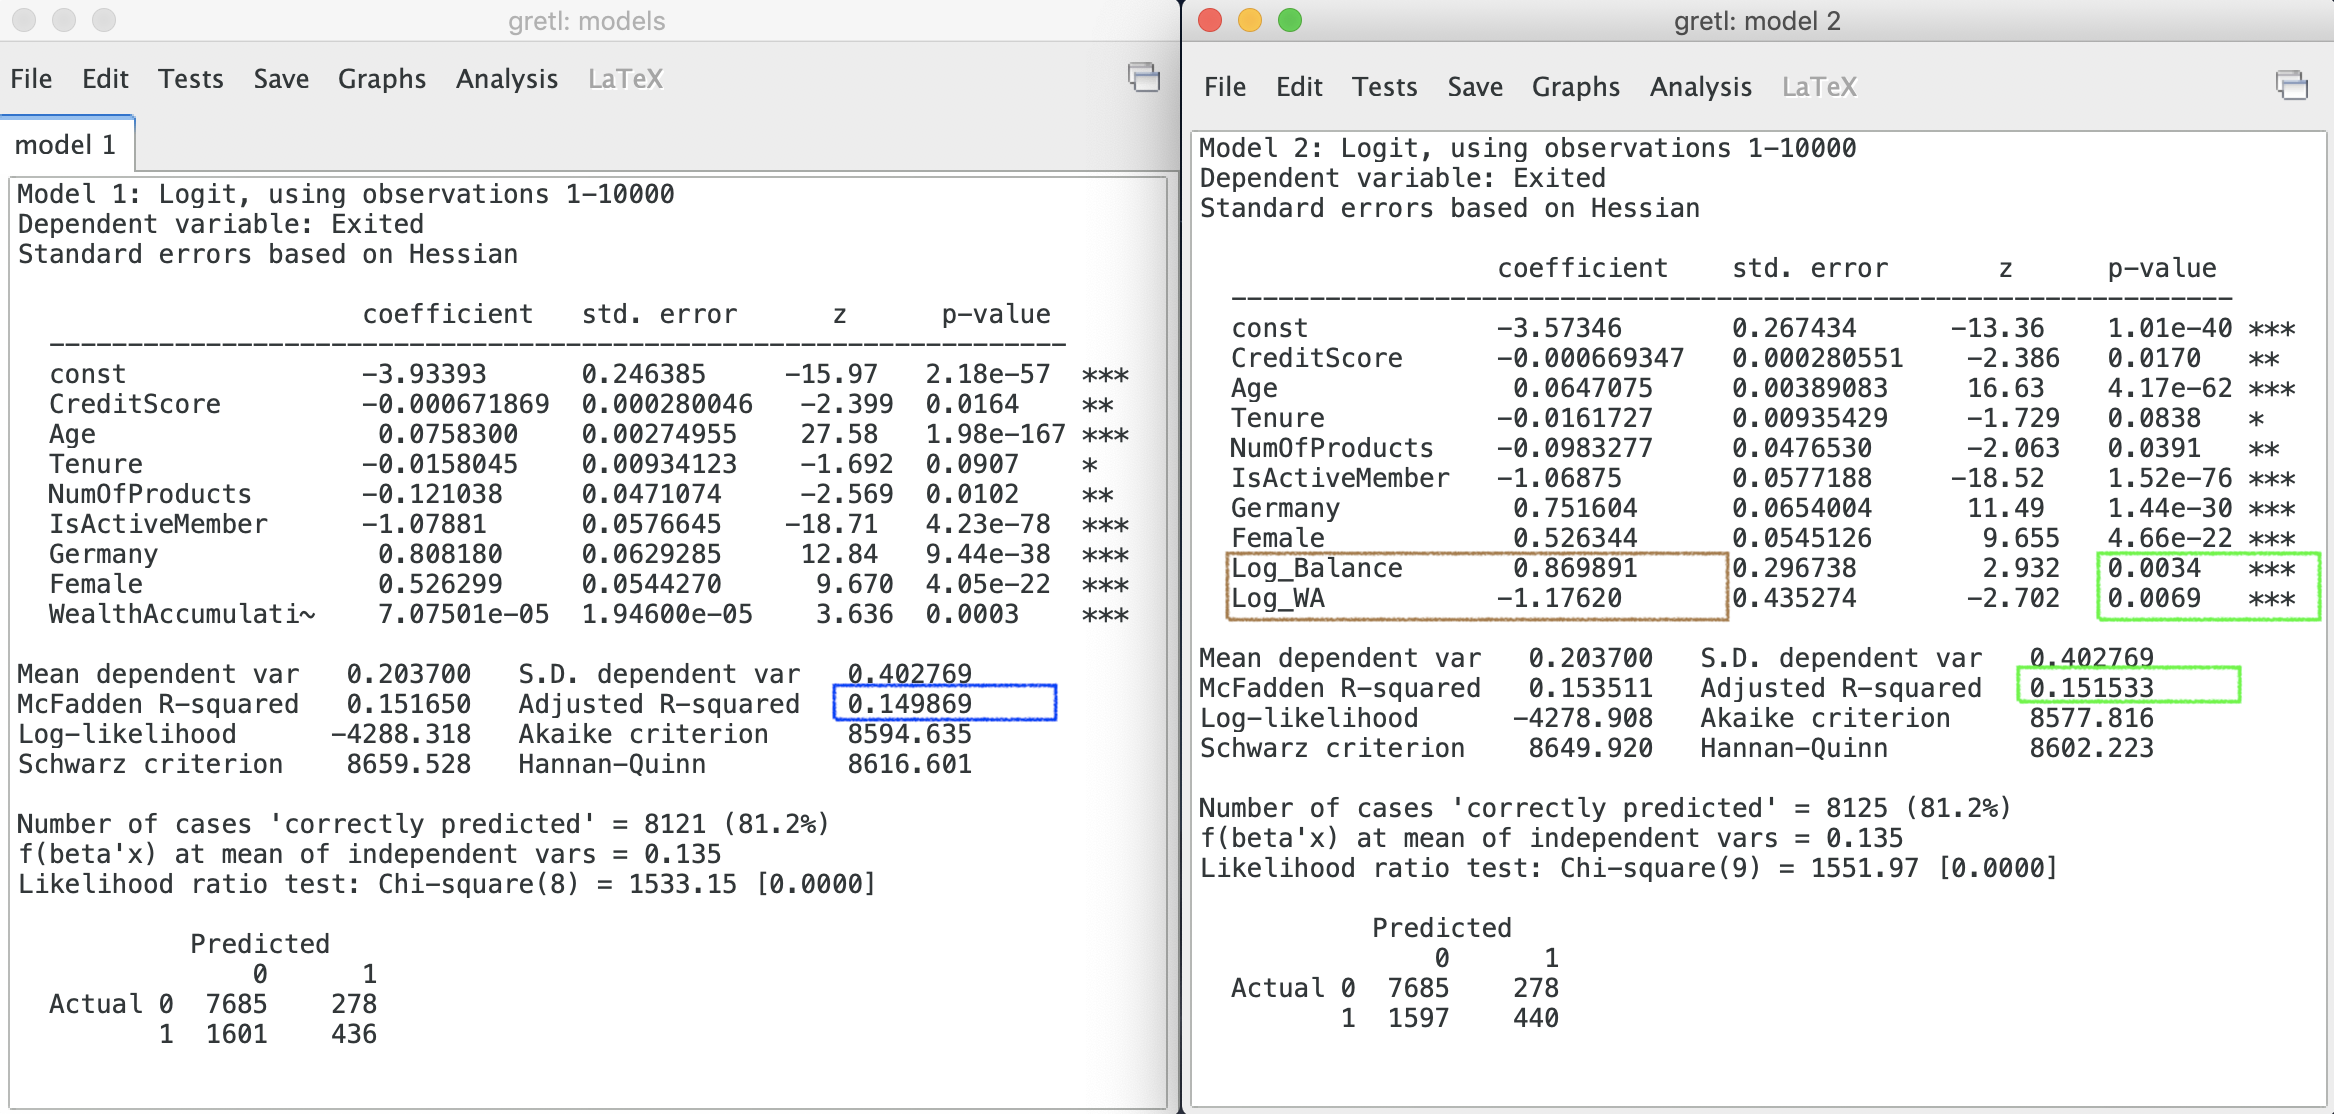 gretl: models
File Edit Tests Save Graphs Analysis LaTeX
model 1
Model 1: Logit, using observations 1-10000
Dependent variable: Exited
Standard errors based on Hessian
coefficient std. error z p-value
---------------------------------------------------------------
const -3.93393 0.246385 -15.97 2.18e-57 ***
CreditScore -0.000671869 0.000280046 -2.399 0.0164 **
Age 0.0758300 0.00274955 27.58 1.98e-167 ***
Tenure -0.0158045 0.00934123 -1.692 0.0907 *
NumOfProducts -0.121038 0.0471074 -2.569 0.0102 **
IsActiveMember -1.07881 0.0576645 -18.71 4.23e-78 ***
Germany 0.808180 0.0629285 12.84 9.44e-38 ***
Female 0.526299 0.0544270 9.670 4.05e-22 ***
WealthAccumulati~ 7.07501e-05 1.94600e-05 3.636 0.0003 ***
Mean dependent var 0.203700 S.D. dependent var 0.402769
McFadden R-squared 0.151650 Adjusted R-squared 0.149869
Log-likelihood -4288.318 Akaike criterion 8594.635
Schwarz criterion 8659.528 Hannan-Quinn 8616.601
Number of cases 'correctly predicted' = 8121 (81.2%)
f(beta'x) at mean of independent vars = 0.135
Likelihood ratio test: Chi-square(8) = 1533.15 [0.0000]
Predicted
0 1
Actual 0 7685 278
1 1601 436
gretl: model 2
File Edit Tests Save Graphs Analysis LaTeX
Model 2: Logit, using observations 1-10000
Dependent variable: Exited
Standard errors based on Hessian
coefficient std. error z p-value
---------------------------------------------------------------
const -3.57346 0.267434 -13.36 1.01e-40 ***
CreditScore -0.000669347 0.000280551 -2.386 0.0170 **
Age 0.0647075 0.00389083 16.63 4.17e-62 ***
Tenure -0.0161727 0.00935429 -1.729 0.0838 *
NumOfProducts -0.0983277 0.0476530 -2.063 0.0391 **
IsActiveMember -1.06875 0.0577188 -18.52 1.52e-76 ***
Germany 0.751604 0.0654004 11.49 1.44e-30 ***
Female 0.526344 0.0545126 9.655 4.66e-22 ***
Log_Balance 0.869891 0.296738 2.932 0.0034 ***
Log_WA -1.17620 0.435274 -2.702 0.0069 ***
Mean dependent var 0.203700 S.D. dependent var 0.402769
McFadden R-squared 0.153511 Adjusted R-squared 0.151533
Log-likelihood -4278.908 Akaike criterion 8577.816
Schwarz criterion 8649.920 Hannan-Quinn 8602.223
Number of cases 'correctly predicted' = 8125 (81.2%)
f(beta'x) at mean of independent vars = 0.135
Likelihood ratio test: Chi-square(9) = 1551.97 [0.0000]
Predicted
0 1
Actual 0 7685 278
1 1597 440